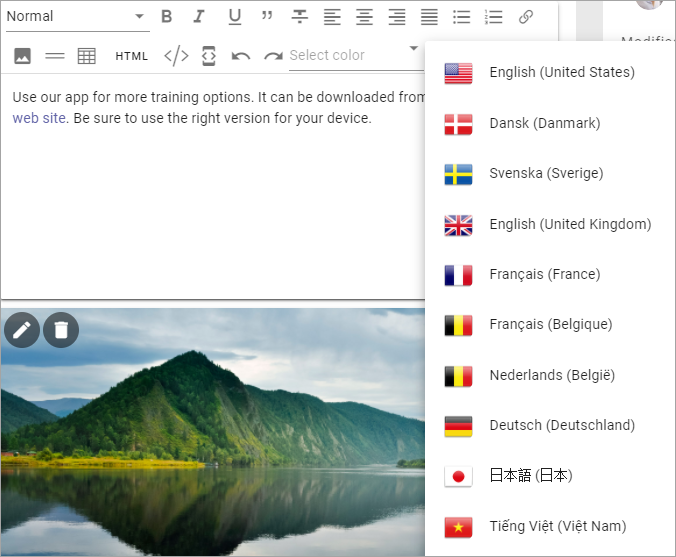 Normal
HTML
Select color
Use our app for more training options. It can be downloaded from
web site. Be sure to use the right version for your device.
English (United States)
Dansk (Danmark)
Svenska (Sverige)
English (United Kingdom)
Français (France)
Français (Belgique)
Nederlands (België)
Deutsch (Deutschland)
日本語 (日本)
Tiếng Việt (Việt Nam)